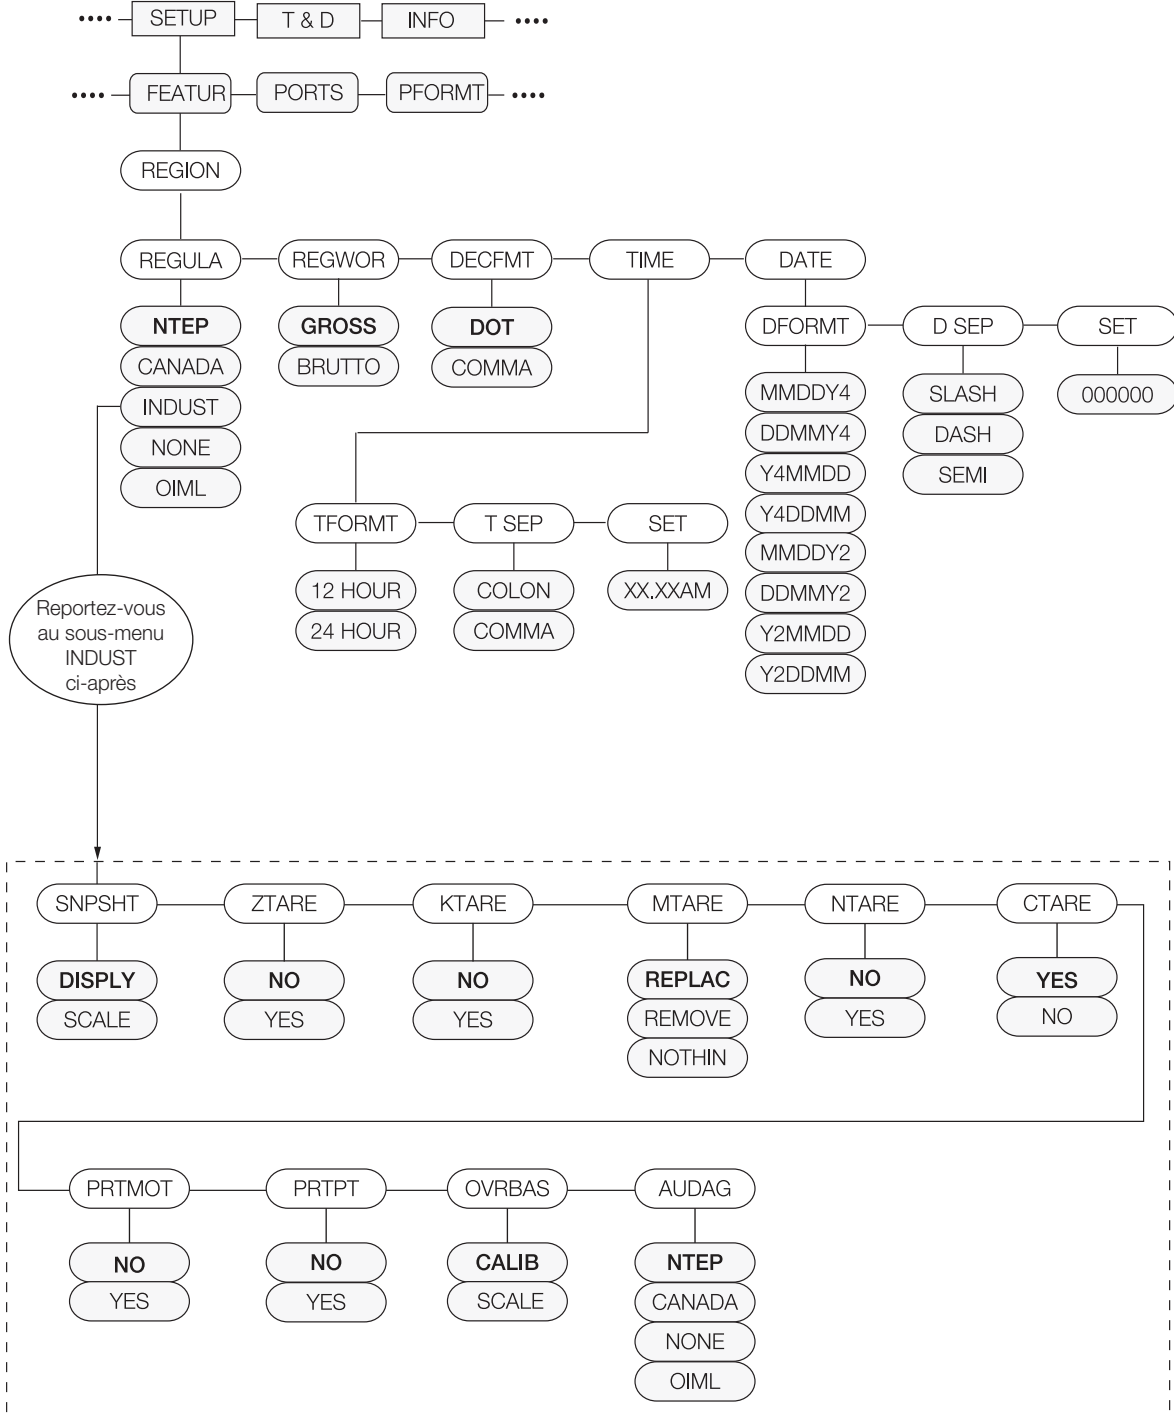 •••• SETUP T & D INFO ••••
•••• FEATUR PORTS PFORMT ••••
REGION
REGULA REGWOR DECFMT TIME DATE
NTEP
CANADA
INDUST
NONE
OIML
GROSS
BRUTTO
DOT
COMMA
DFORMT D SEP SET
MMDDY4
DDMMY4
Y4MMDD
Y4DDMM
MMDDY2
DDMMY2
Y2MMDD
Y2DDMM
SLASH
DASH
SEMI
000000
TFORMT T SEP SET
12 HOUR
24 HOUR
COLON
COMMA
XX.XXAM
Reportez-vous
au sous-menu
INDUST
ci-après
SNPSHT ZTARE KTARE MTARE NTARE CTARE
DISPLY
SCALE
NO
YES
NO
YES
REPLAC
REMOVE
NOTHIN
NO
YES
YES
NO
PRTMOT PRTPT OVRBAS AUDAG
NO
YES
NO
YES
CALIB
SCALE
NTEP
CANADA
NONE
OIML